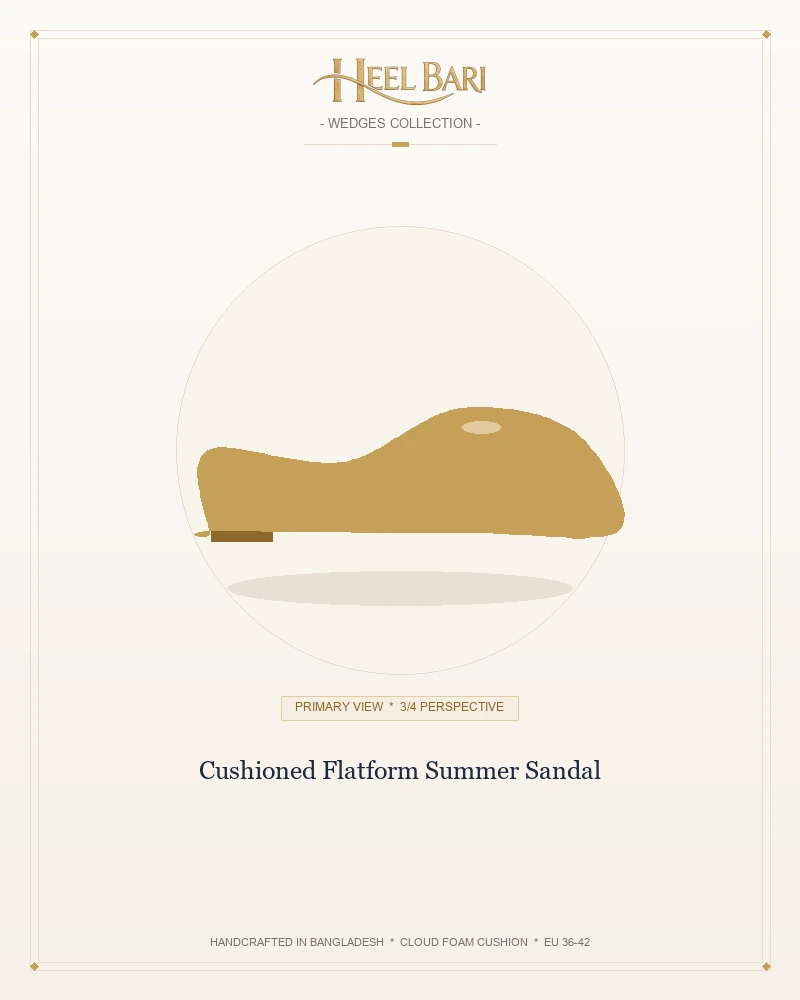 HEEL BARI
- WEDGES COLLECTION -
PRIMARY VIEW * 3/4 PERSPECTIVE
Cushioned Flatform Summer Sandal
HANDCRAFTED IN BANGLADESH * CLOUD FOAM CUSHION * EU 36-42